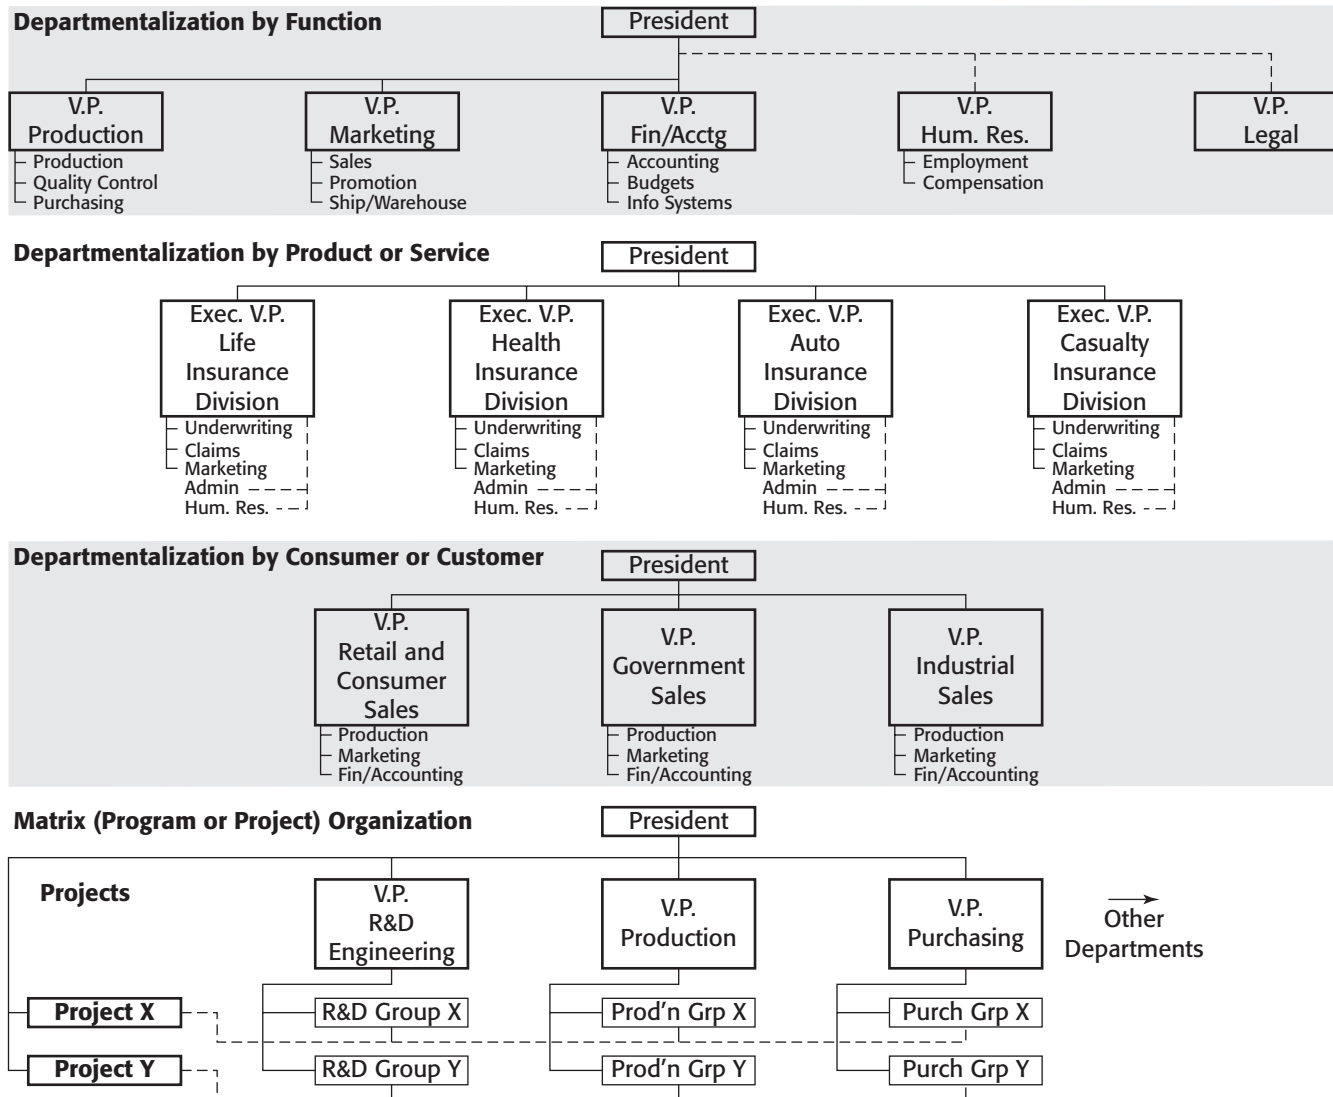 Departmentalization by Function
President
V.P.
Production
Production
Quality Control
Purchasing
V.P.
Marketing
Sales
Promotion
Ship/Warehouse
V.P.
Fin/Acctg
Accounting
Budgets
Info Systems
V.P.
Hum. Res.
Employment
Compensation
V.P.
Legal
Departmentalization by Product or Service
President
Exec. V.P.
Life
Insurance
Division
Underwriting
Claims
Marketing
Admin
Hum. Res.
Exec. V.P.
Health
Insurance
Division
Underwriting
Claims
Marketing
Admin
Hum. Res.
Exec. V.P.
Auto
Insurance
Division
Underwriting
Claims
Marketing
Admin
Hum. Res.
Exec. V.P.
Casualty
Insurance
Division
Underwriting
Claims
Marketing
Admin
Hum. Res.
Departmentalization by Consumer or Customer
President
V.P.
Retail and
Consumer
Sales
Production
Marketing
Fin/Accounting
V.P.
Government
Sales
Production
Marketing
Fin/Accounting
V.P.
Industrial
Sales
Production
Marketing
Fin/Accounting
Matrix (Program or Project) Organization
President
Projects
V.P.
R&D
Engineering
V.P.
Production
V.P.
Purchasing
Other
Departments
Project X
R&D Group X
Prod'n Grp X
Purch Grp X
Project Y
R&D Group Y
Prod'n Grp Y
Purch Grp Y